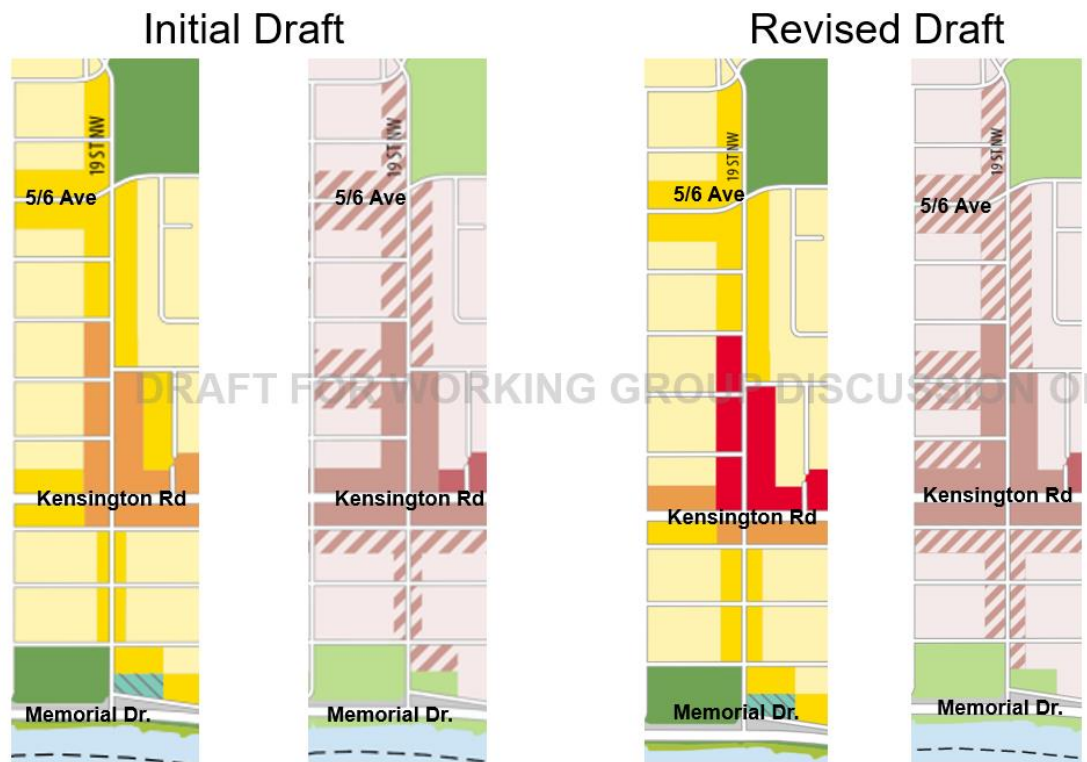 Initial Draft
Revised Draft
19 ST NW
19 ST NW
19 ST NW
19 ST NW
5/6 Ave
5/6 Ave
5/6 Ave
5/6 Ave
DRAFT FOR WORKING GROUP DISCUSSION O
Kensington Rd
Kensington Rd
Kensington Rd
Kensington Rd
Memorial Dr.
Memorial Dr.
Memorial Dr.
Memorial Dr.